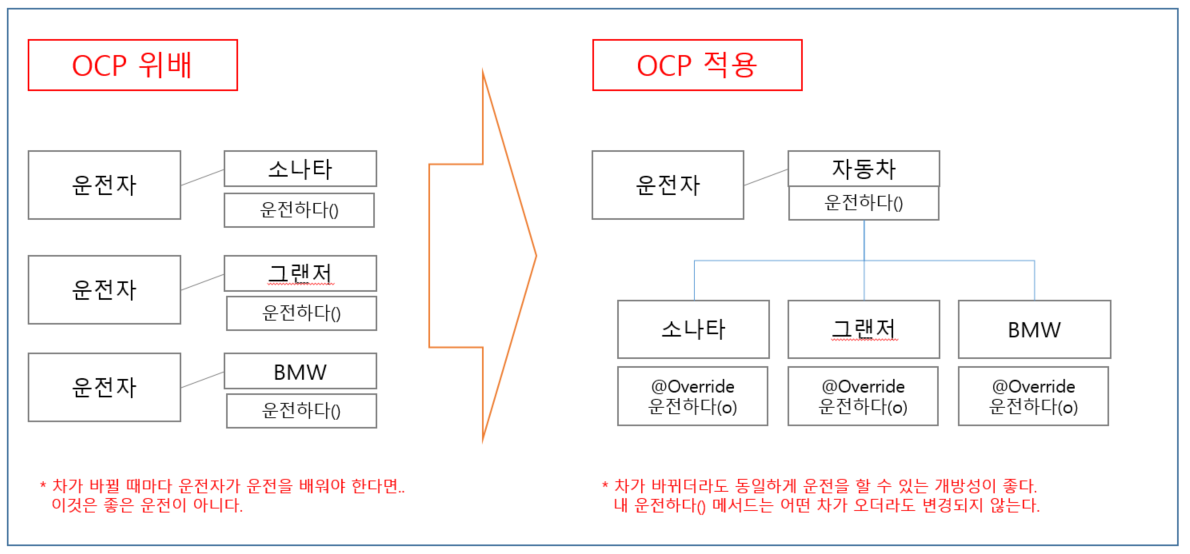 OCP 위배
운전자
소나타
운전하다()
운전자
그랜저
운전하다()
운전자
BMW
운전하다()
* 차가 바뀔 때마다 운전자가 운전을 배워야 한다면..
이것은 좋은 운전이 아니다.
OCP 적용
운전자
자동차
운전하다()
소나타
그랜저
BMW
@Override
운전하다(o)
@Override
운전하다(o)
@Override
운전하다(o)
* 차가 바뀌더라도 동일하게 운전을 할 수 있는 개방성이 좋다.
내 운전하다() 메서드는 어떤 차가 오더라도 변경되지 않는다.